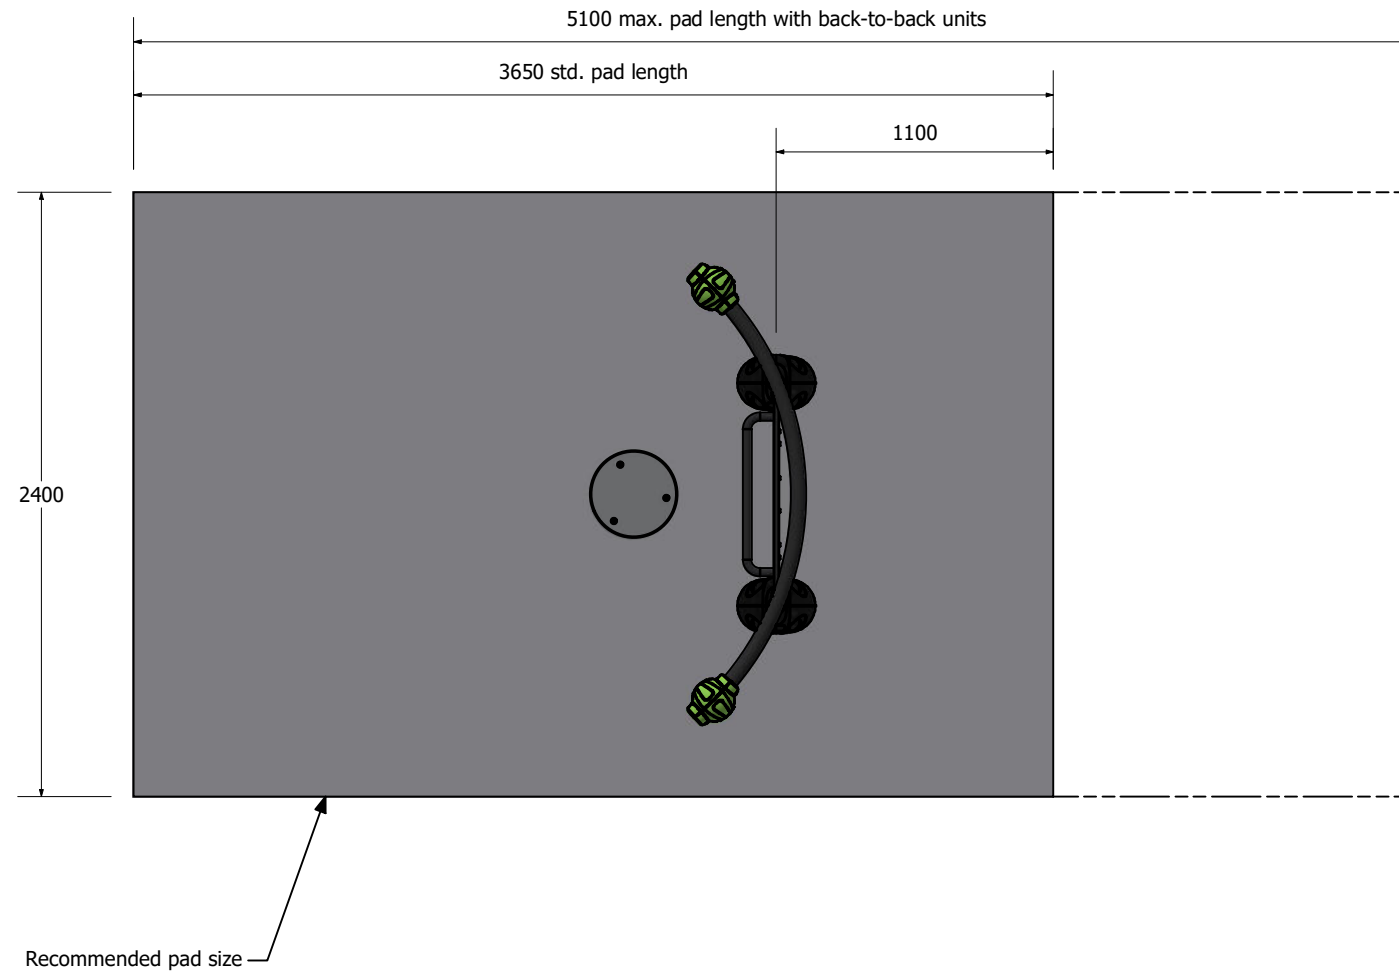 5100 max. pad length with back-to-back units
3650 std. pad length
1100
2400
Recommended pad size